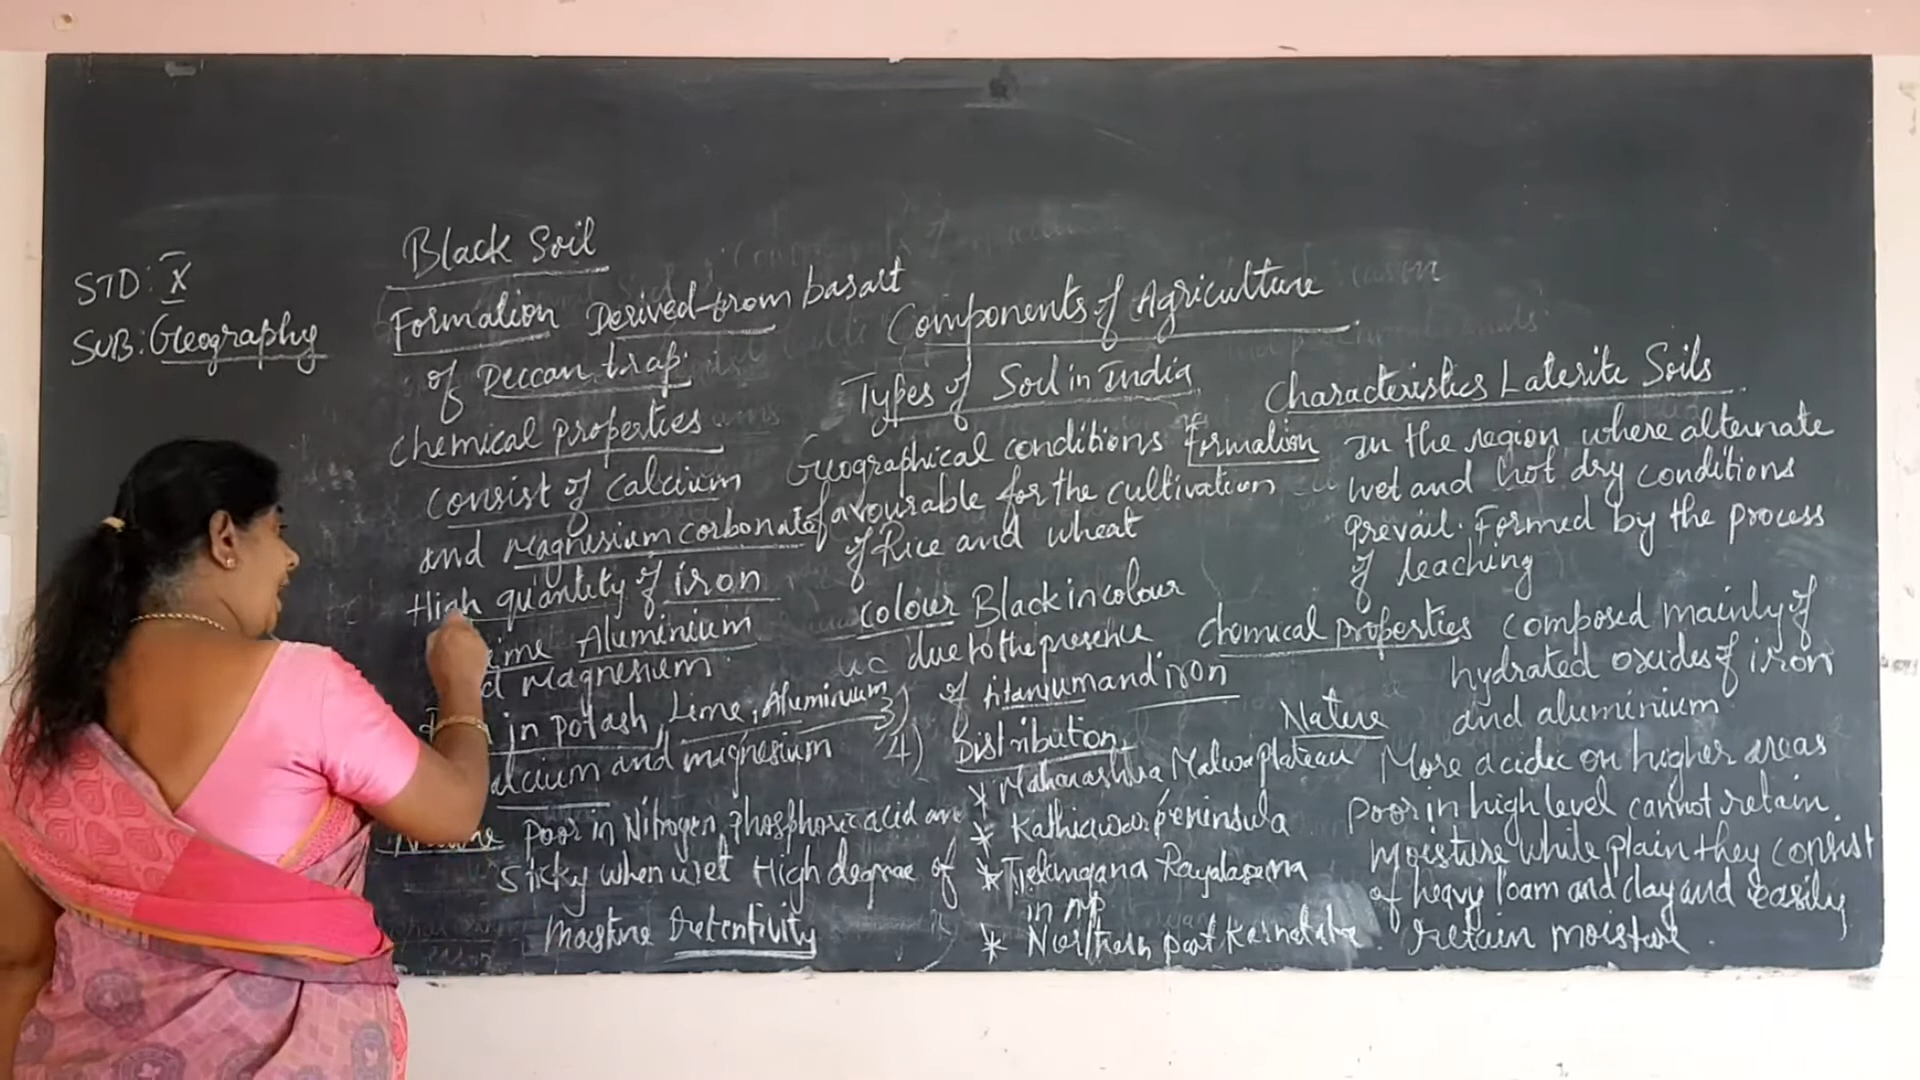 STD: X
SUB: Geography
Black Soil
Formation Derived from basalt
of Deccan trap.
chemical properties
consist of calcium
and Magnesium corbonate
High quantity of iron
Lime Aluminium
Magnesium.
in potash, Lime, Aluminium
alcium and magnesium
Poor in Nitrogen, phosphoric acid and
Sticky when wet High degree of
Moisture Retentivity
Components of Agriculture
Types of Soil in India
Geographical conditions
favourable for the cultivation
of Rice and wheat
Colour Black in colour
due to the presence
3) of titanium and iron
4) Distribution
* Maharashtra Malwa plateau
* Kathiawar peninsula
* Telangana Rayalasema
in
* Northern part Karnataka
Characteristics Laterite Soils
Formation In the region where alternate
wet and hot dry conditions
prevail. Formed by the process
of leaching
Chemical properties composed mainly of
hydrated oxides of iron
and aluminium
Nature
More acidic on higher areas
poor in high level cannot retain
moisture while plain they consist
of heavy loam and clay and easily
retain moisture.